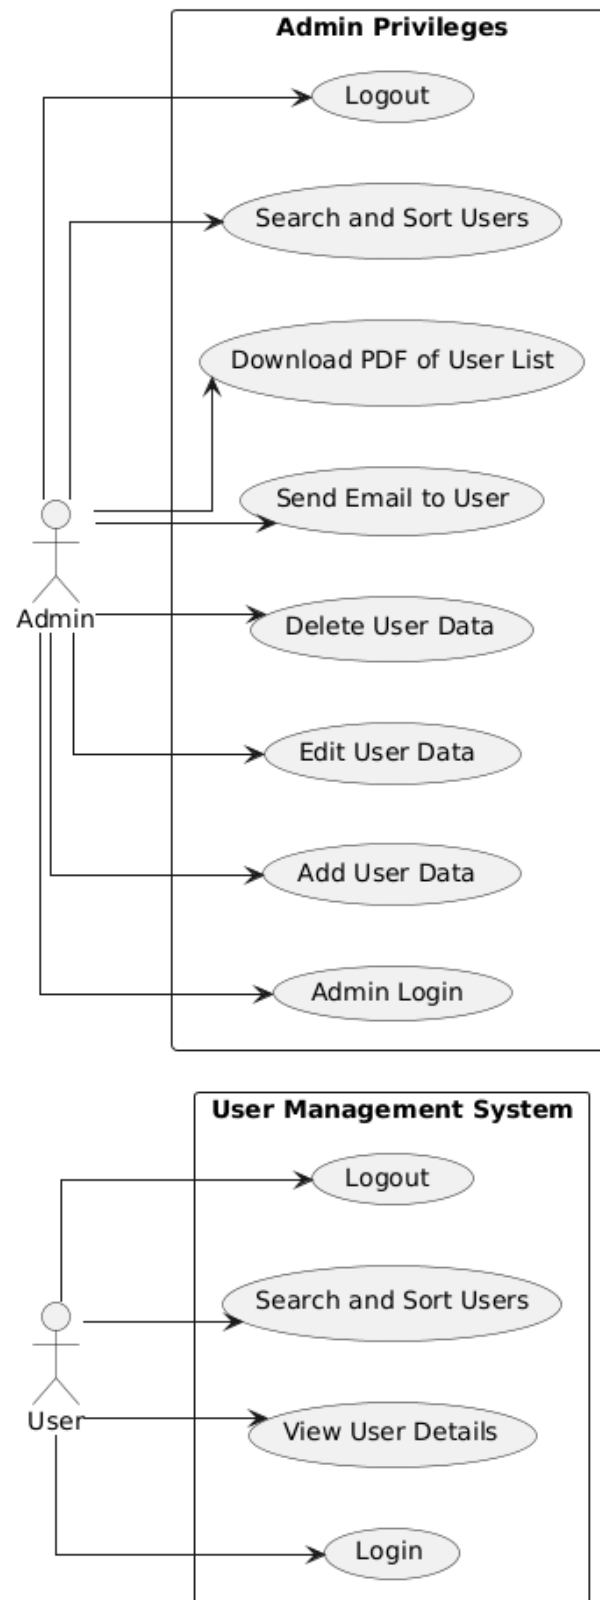 Admin Privileges
Logout
Search and Sort Users
Download PDF of User List
Send Email to User
Admin
Delete User Data
Edit User Data
Add User Data
Admin Login
User Management System
Logout
Search and Sort Users
User
View User Details
Login